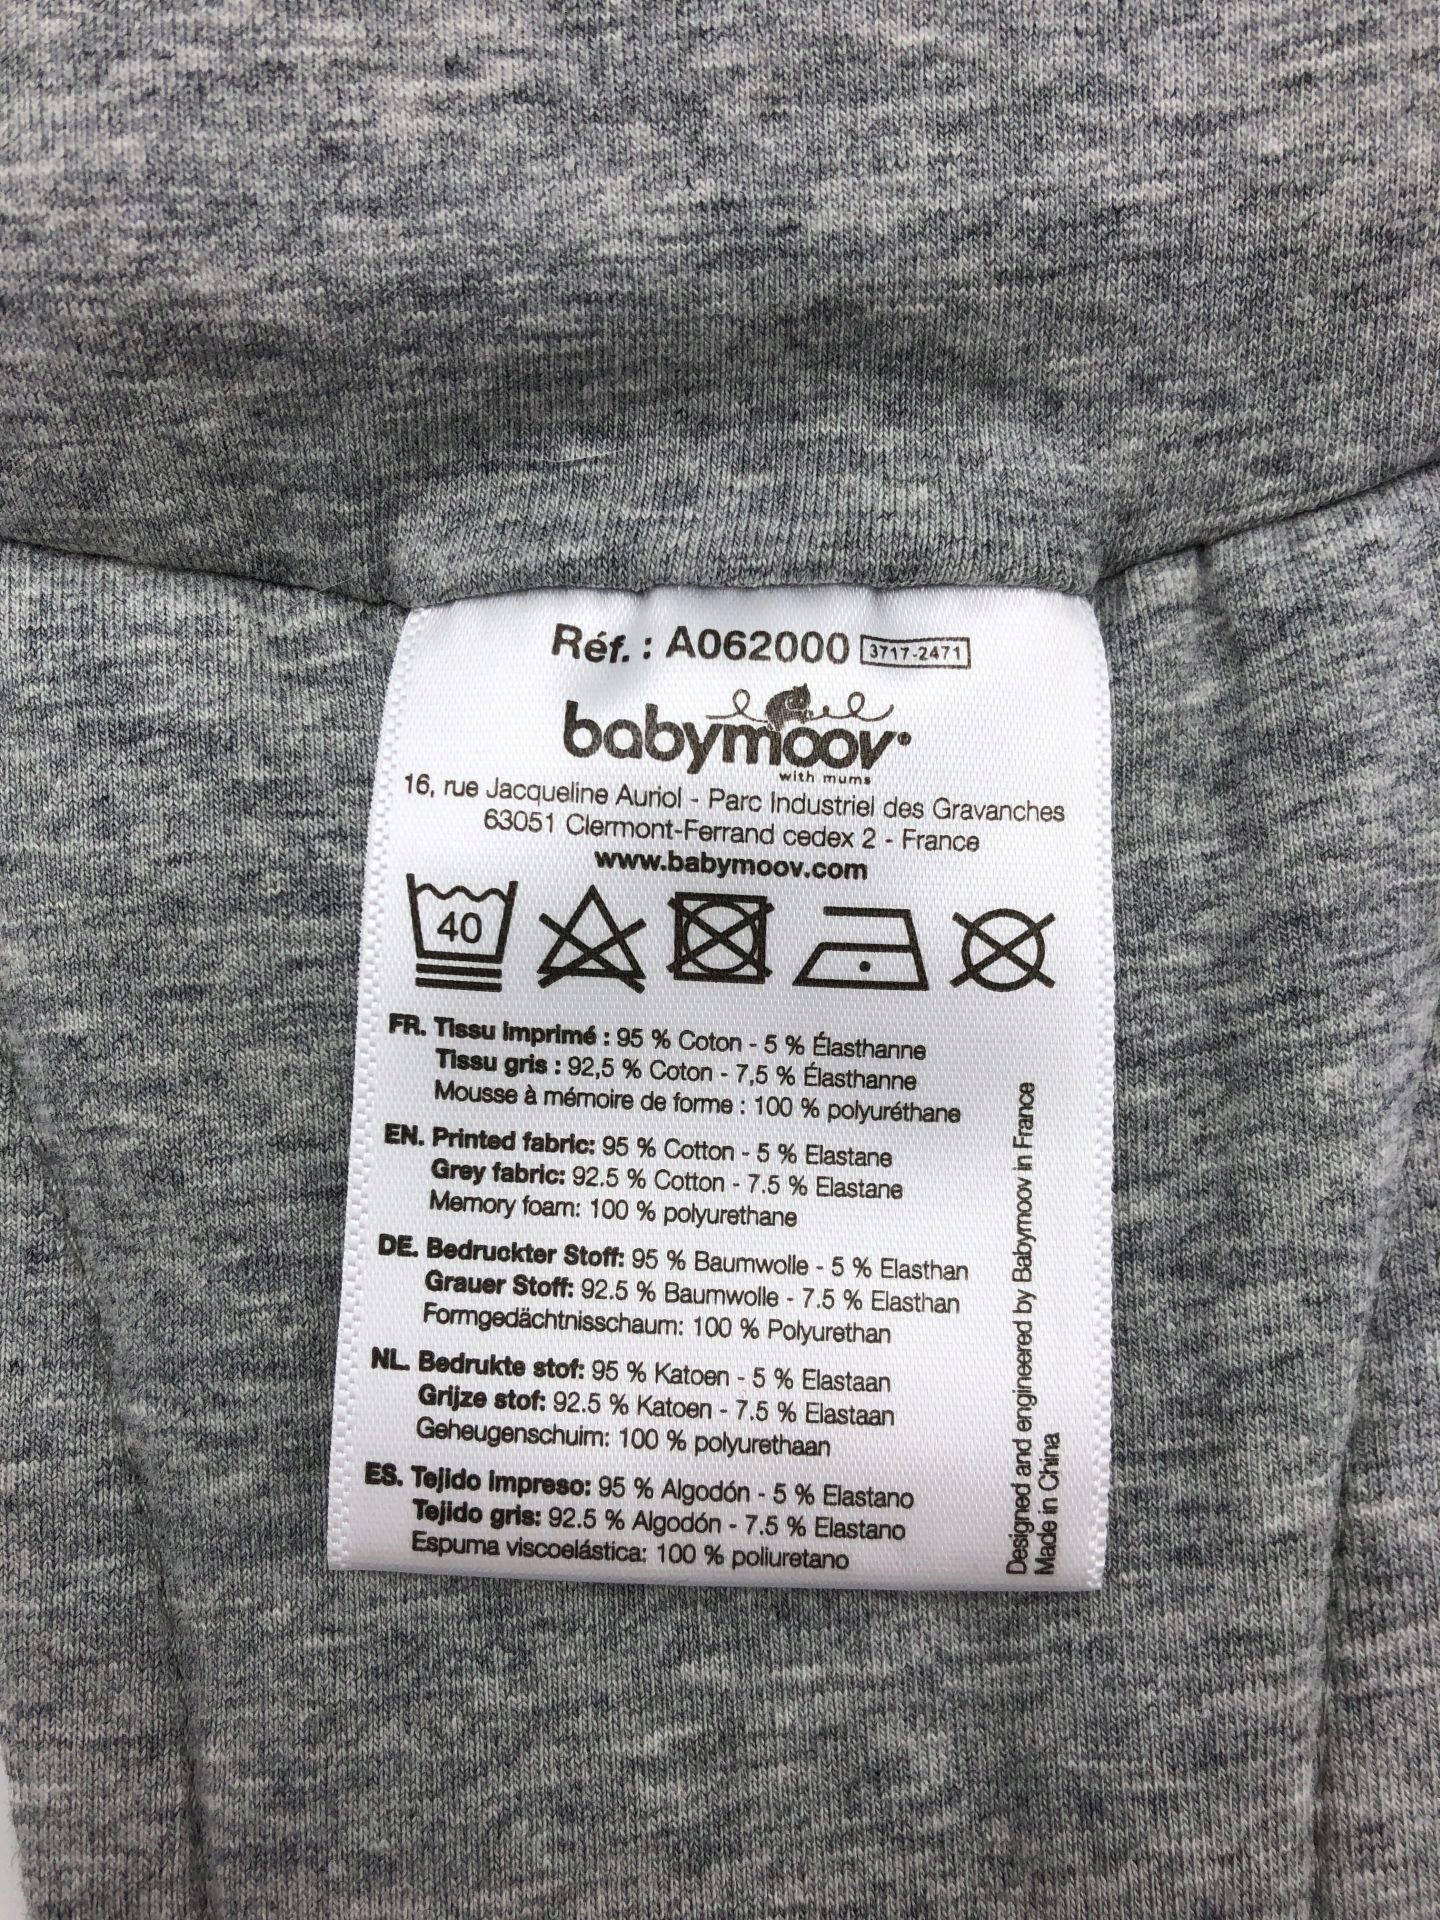 Réf. : A062000 3717-2471
babymoov®
with mums
16, rue Jacqueline Auriol - Parc Industriel des Gravanches
63051 Clermont-Ferrand cedex 2 - France
www.babymoov.com
40
FR. Tissu imprimé : 95 % Coton - 5 % Élasthanne
Tissu gris : 92,5 % Coton - 7,5 % Élasthanne
Mousse à mémoire de forme : 100 % polyuréthane
EN. Printed fabric: 95 % Cotton - 5 % Elastane
Grey fabric: 92.5 % Cotton - 7.5 % Elastane
Memory foam: 100 % polyurethane
DE. Bedruckter Stoff: 95 % Baumwolle - 5 % Elasthan
Grauer Stoff: 92.5 % Baumwolle - 7.5 % Elasthan
Formgedächtnisschaum: 100 % Polyurethan
NL. Bedrukte stof: 95 % Katoen - 5 % Elastaan
Grijze stof: 92.5 % Katoen - 7.5 % Elastaan
Geheugenschuim: 100 % polyurethaan
ES. Tejido impreso: 95 % Algodón - 5 % Elastano
Tejido gris: 92.5 % Algodón - 7.5 % Elastano
Espuma viscoelástica: 100 % poliuretano
Designed and engineered by Babymoov in France
Made in China